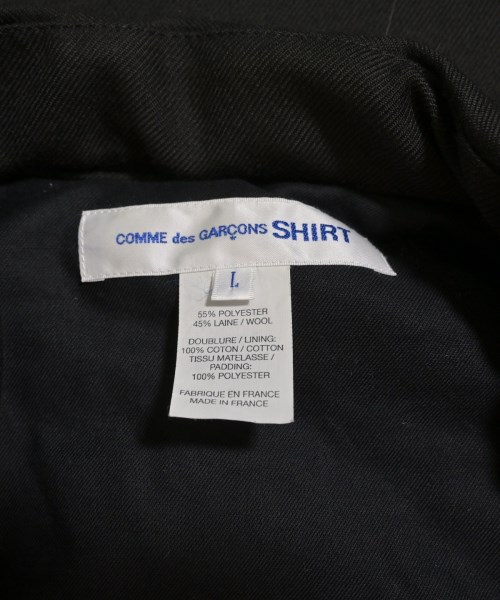 COMME des GARÇONS SHIRT
L
55% POLYESTER
45% LAINE / WOOL
DOUBLURE / LINING:
100% COTON / COTTON
TISSU MATELASSE /
PADDING:
100% POLYESTER
FABRIQUE EN FRANCE
MADE IN FRANCE